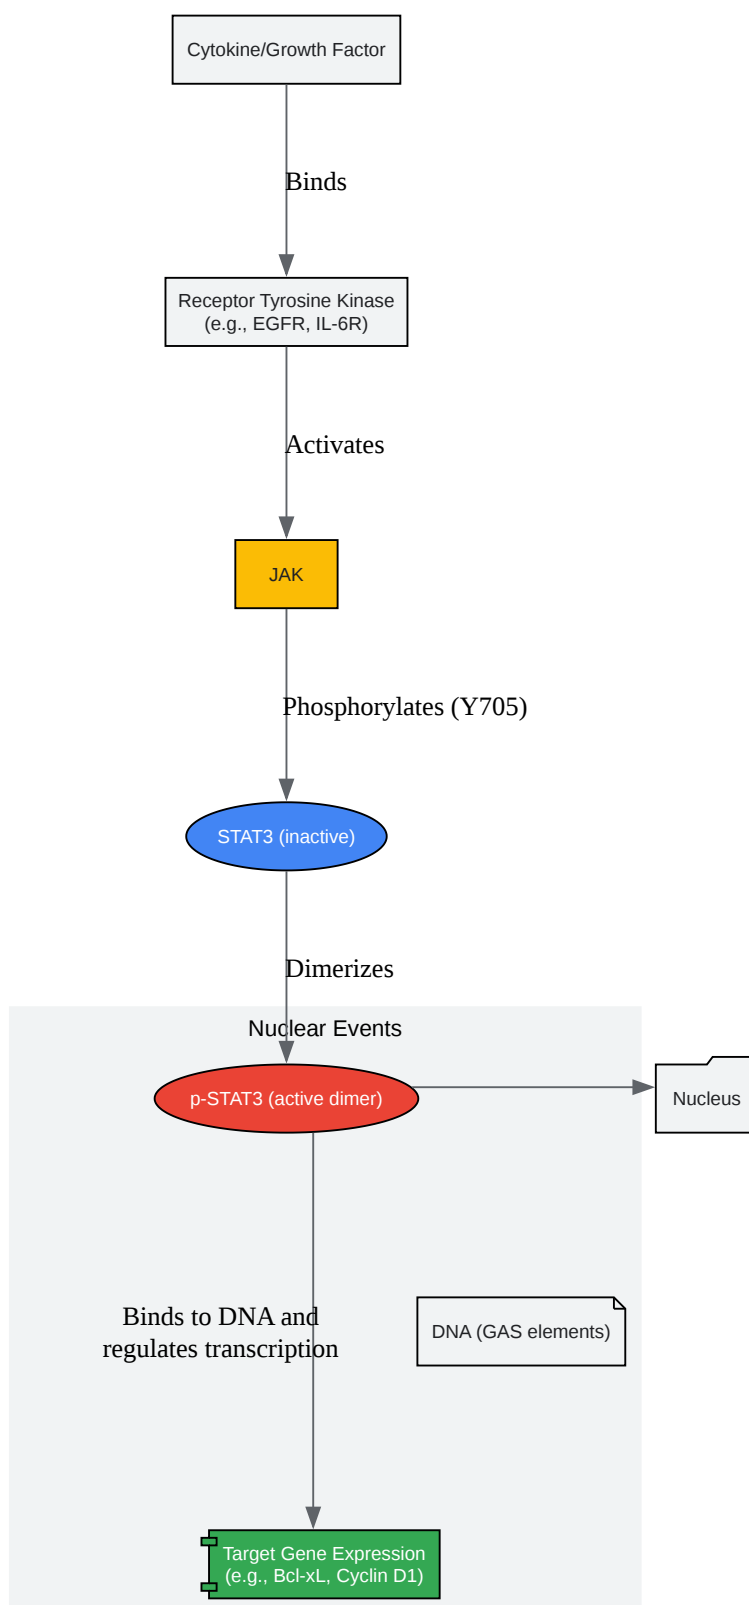 Cytokine/Growth Factor
Binds
Receptor Tyrosine Kinase
(e.g., EGFR, IL-6R)
Activates
JAK
Phosphorylates (Y705)
STAT3 (inactive)
Dimerizes
Nuclear Events
p-STAT3 (active dimer)
Nucleus
Binds to DNA and
regulates transcription
DNA (GAS elements)
Target Gene Expression
(e.g., Bcl-xL, Cyclin D1)